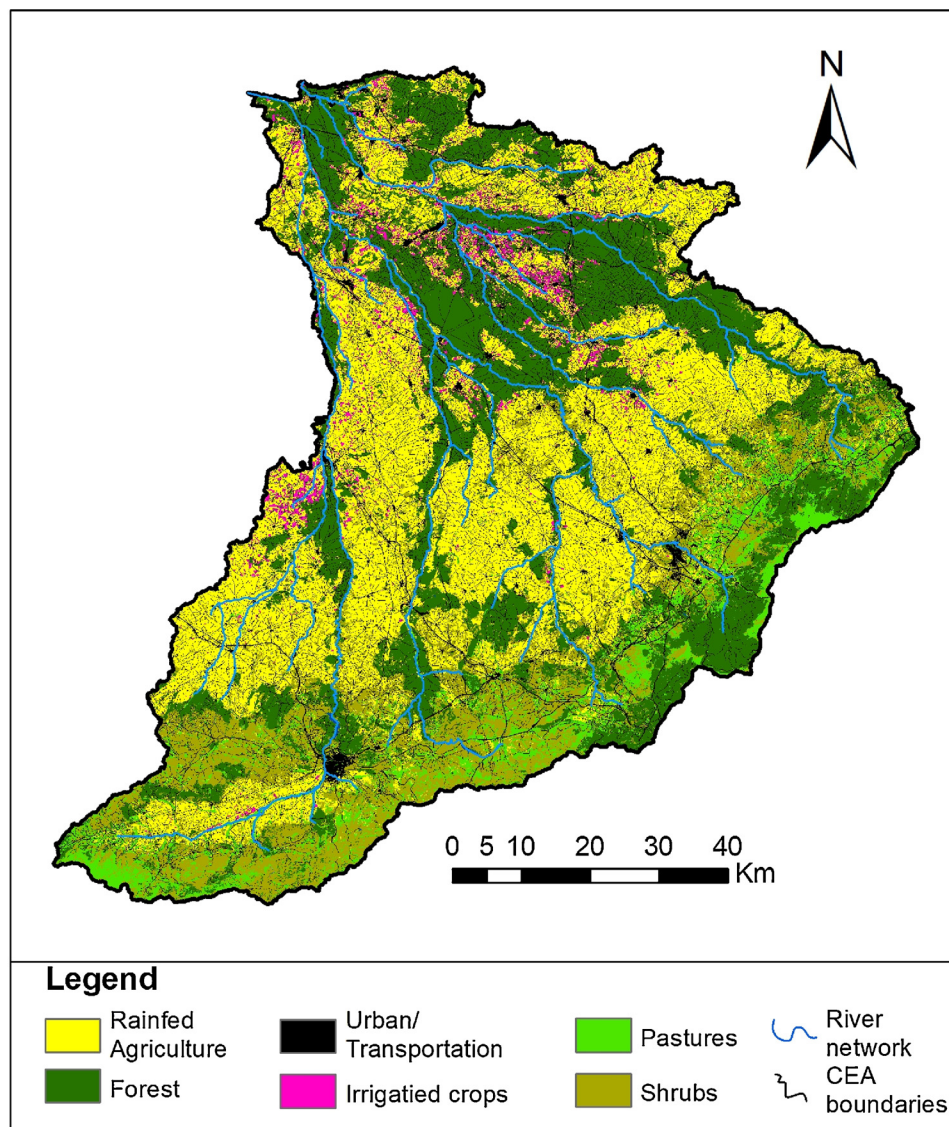 N
0 5 10 20 30 40
Km
Legend
Rainfed
Agriculture
Urban/
Transportation
Pastures
River
network
Forest
Irrigatied crops
Shrubs
CEA
boundaries